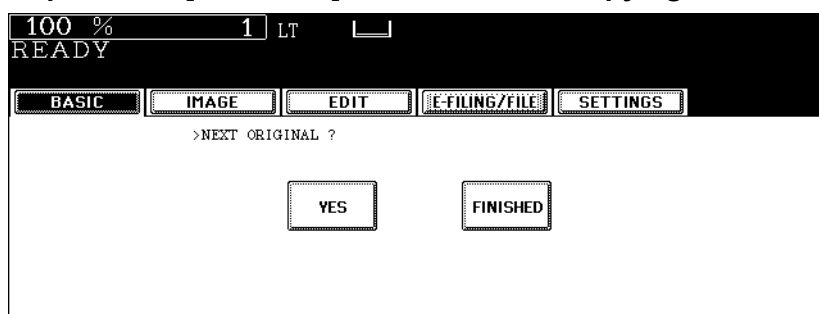 100 % 1 LT
READY
BASIC IMAGE EDIT E-FILING/FILE SETTINGS
>NEXT ORIGINAL ?
YES FINISHED